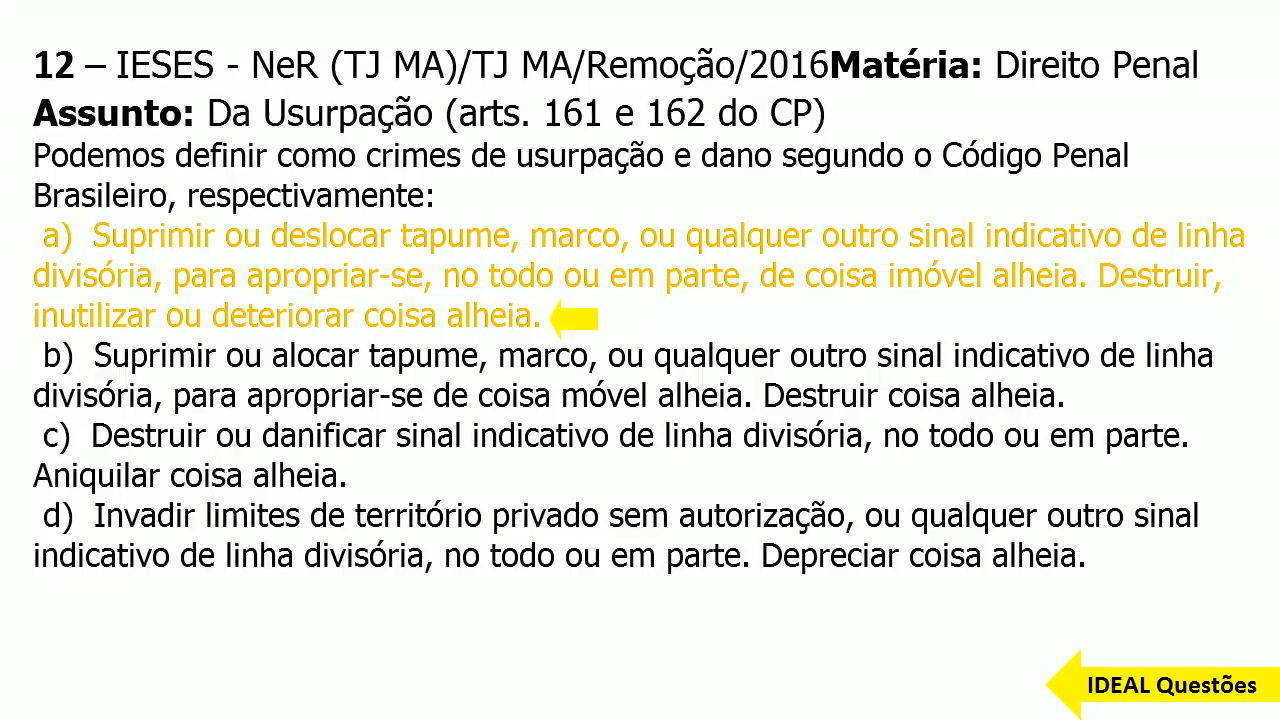 12 – IESES - NeR (TJ MA)/TJ MA/Remoção/2016Matéria: Direito Penal
Assunto: Da Usurpação (arts. 161 e 162 do CP)
Podemos definir como crimes de usurpação e dano segundo o Código Penal
Brasileiro, respectivamente:
a) Suprimir ou deslocar tapume, marco, ou qualquer outro sinal indicativo de linha
divisória, para apropriar-se, no todo ou em parte, de coisa imóvel alheia. Destruir,
inutilizar ou deteriorar coisa alheia.
b) Suprimir ou alocar tapume, marco, ou qualquer outro sinal indicativo de linha
divisória, para apropriar-se de coisa móvel alheia. Destruir coisa alheia.
c) Destruir ou danificar sinal indicativo de linha divisória, no todo ou em parte.
Aniquilar coisa alheia.
d) Invadir limites de território privado sem autorização, ou qualquer outro sinal
indicativo de linha divisória, no todo ou em parte. Depreciar coisa alheia.
IDEAL Questões